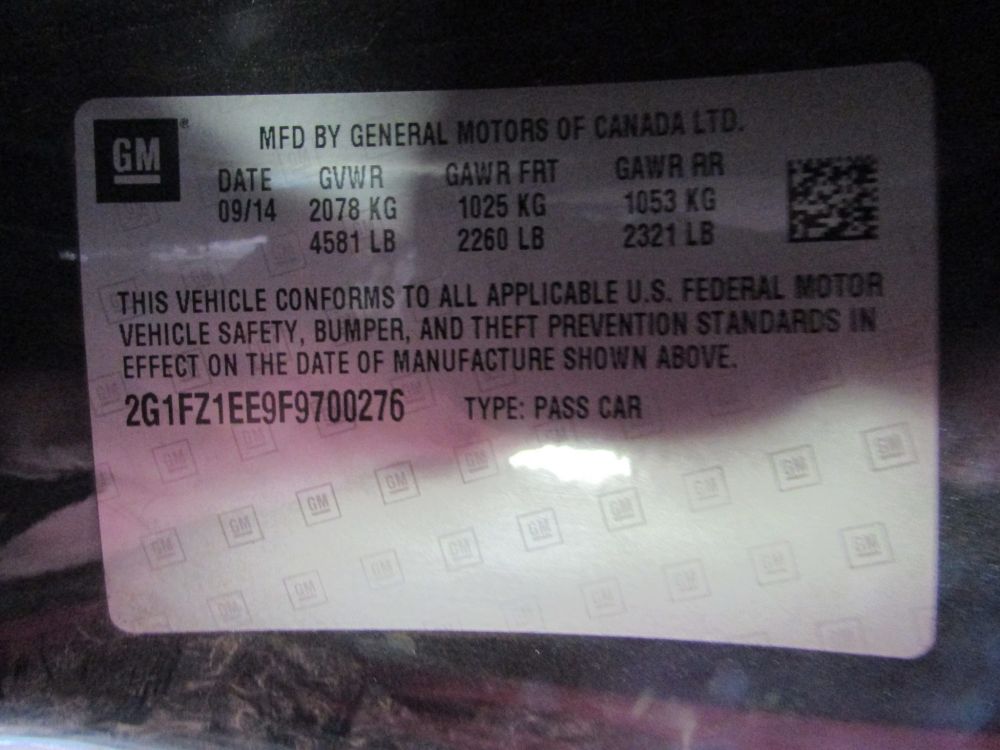 GM®
MFD BY GENERAL MOTORS OF CANADA LTD.
DATE GVWR GAWR FRT GAWR RR
09/14 2078 KG 1025 KG 1053 KG
4581 LB 2260 LB 2321 LB
THIS VEHICLE CONFORMS TO ALL APPLICABLE U.S. FEDERAL MOTOR
VEHICLE SAFETY, BUMPER, AND THEFT PREVENTION STANDARDS IN
EFFECT ON THE DATE OF MANUFACTURE SHOWN ABOVE.
2G1FZ1EE9F9700276 TYPE: PASS CAR